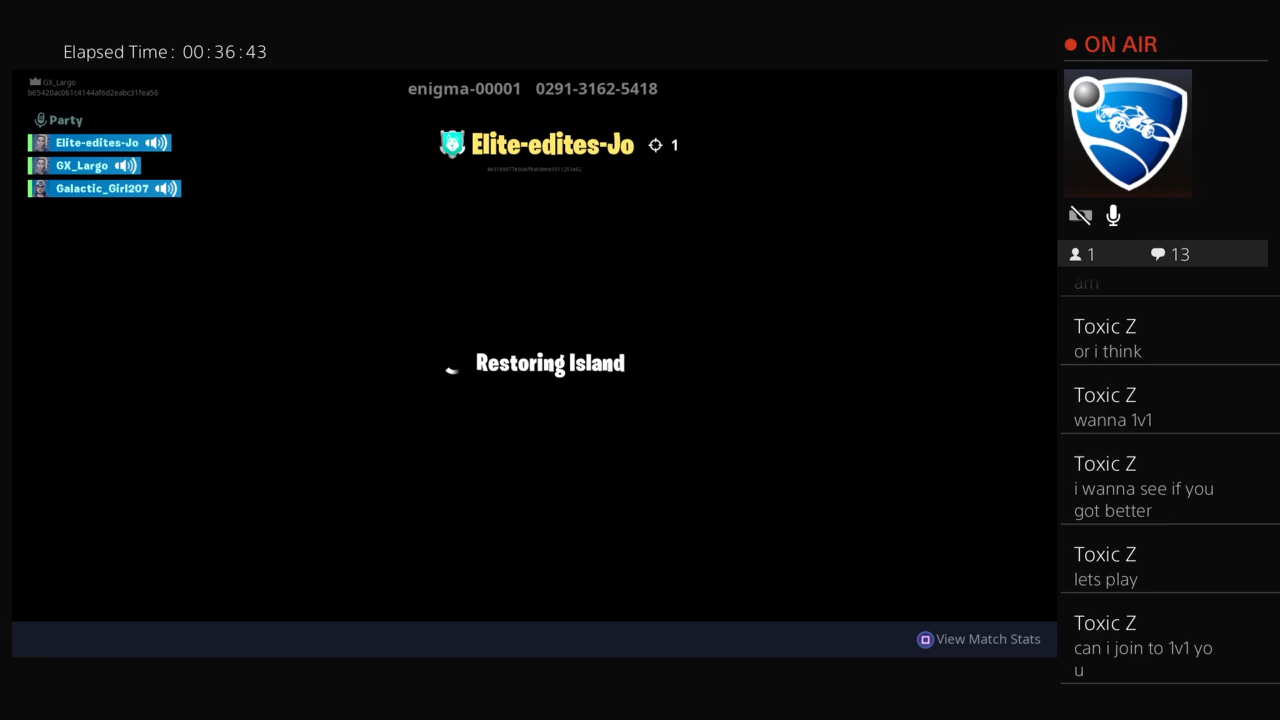 Elapsed Time: 00:36:43
ON AIR
GX_Largo
b65420ac061c4144af6d2eabc31fea56
enigma-00001 0291-3162-5418
Party
Elite-edites-Jo
GX_Largo
Galactic_Girl207
Elite-edites-Jo 1
Restoring Island
View Match Stats
1 13
am
Toxic Z
or i think
Toxic Z
wanna 1v1
Toxic Z
i wanna see if you
got better
Toxic Z
lets play
Toxic Z
can i join to 1v1 yo
u